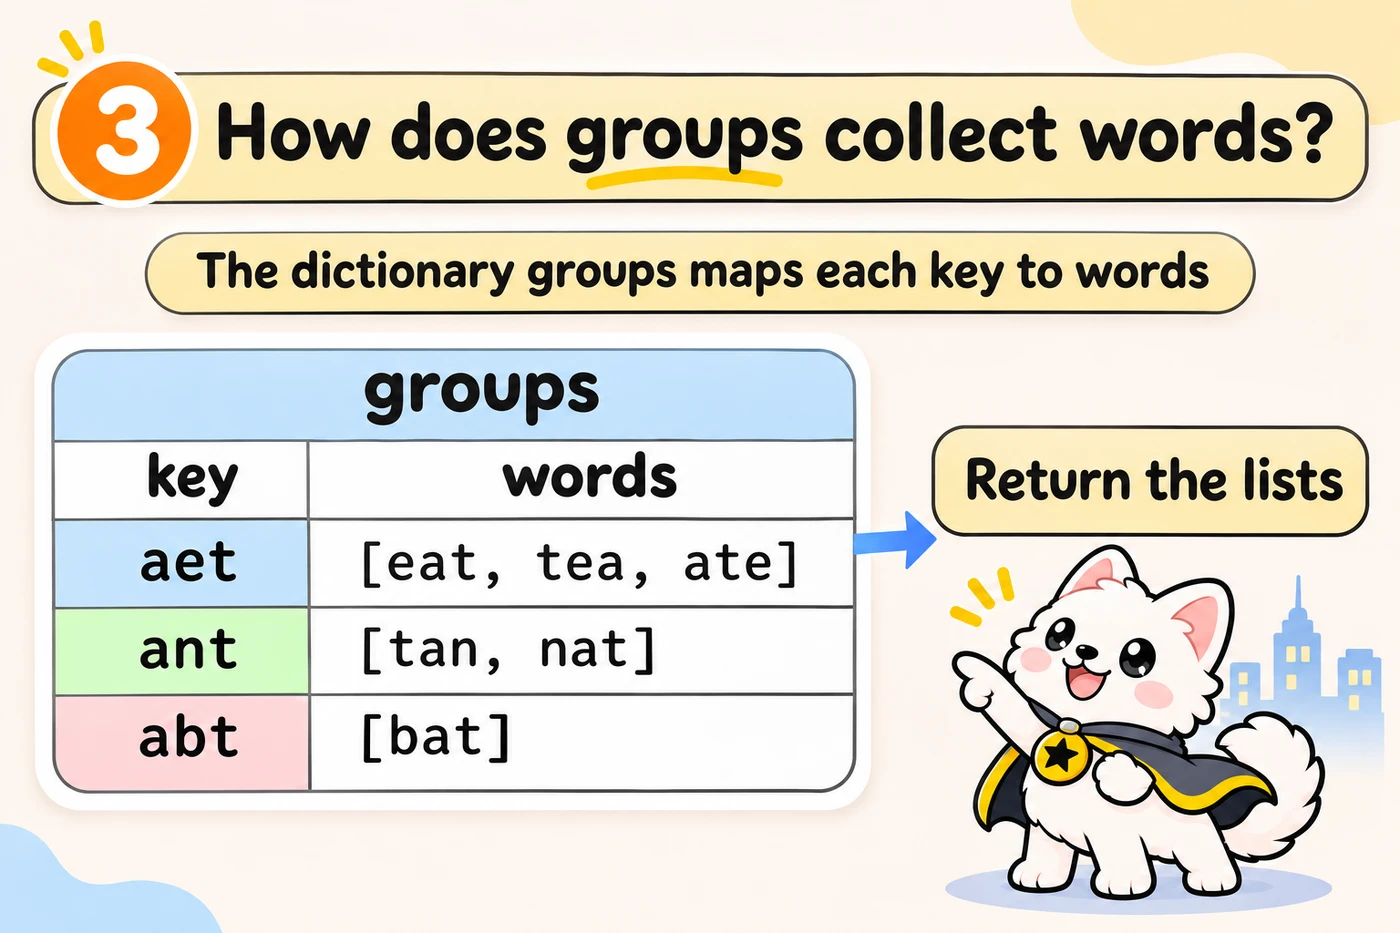 3
How does groups collect words?
The dictionary groups maps each key to words
groups
key words
aet [eat, tea, ate]
ant [tan, nat]
abt [bat]
Return the lists